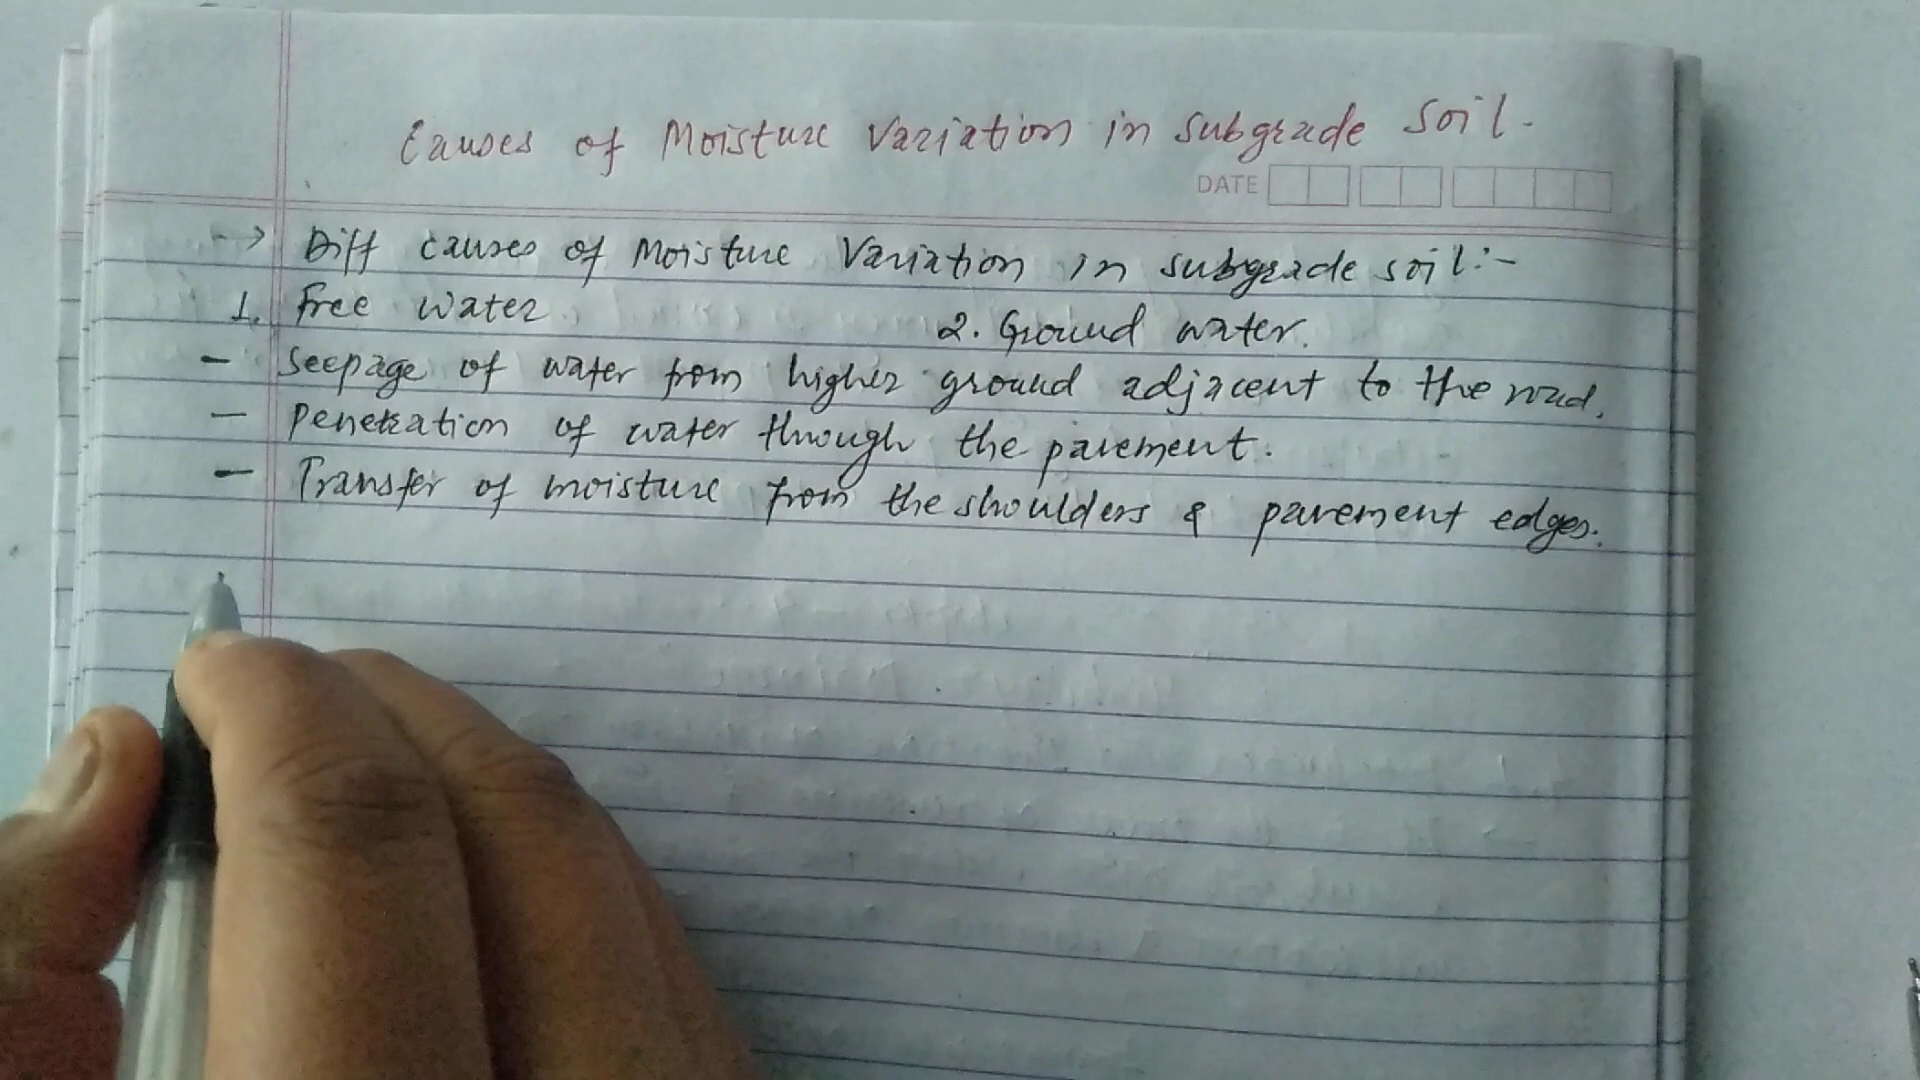 Causes of Moisture Variation in Subgrade Soil.
DATE
-> Diff causes of Moisture Variation in subgrade soil:-
1. Free water 2. Ground water.
- Seepage of water from higher ground adjacent to the road.
- Penetration of water through the pavement.
- Transfer of moisture from the shoulders & pavement edges.